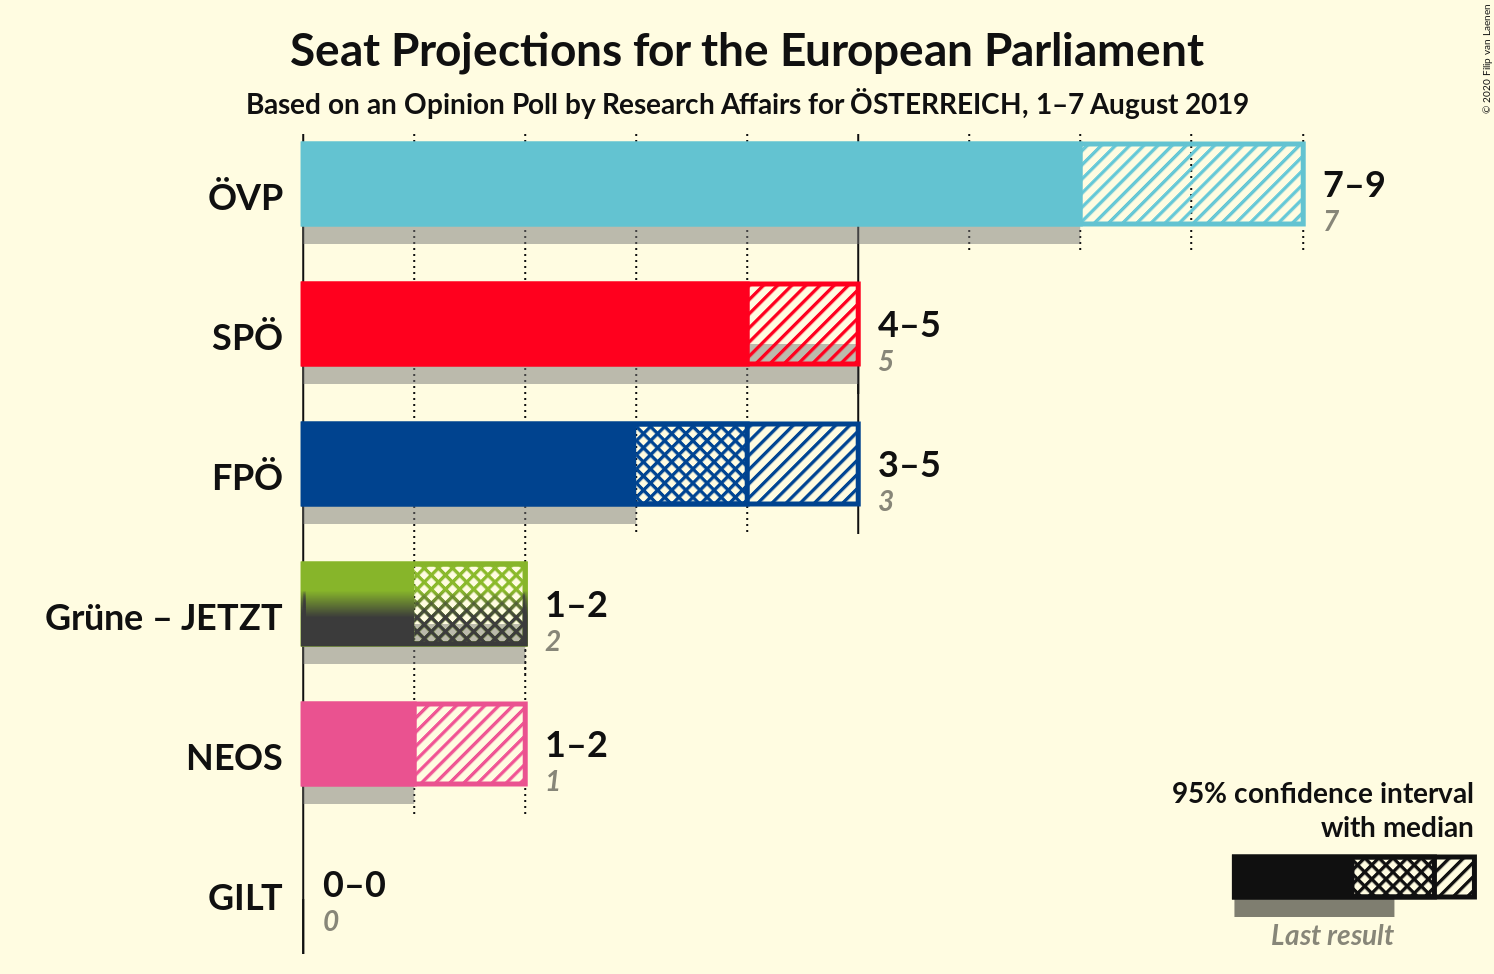 Seat Projections for the European Parliament
Based on an Opinion Poll by Research Affairs for ÖSTERREICH, 1–7 August 2019
© 2020 Filip van Laenen
ÖVP
7–9
7
SPÖ
4–5
5
FPÖ
3–5
3
Grüne – JETZT
1–2
2
NEOS
1–2
1
GILT
0–0
0
95% confidence interval
with median
Last result